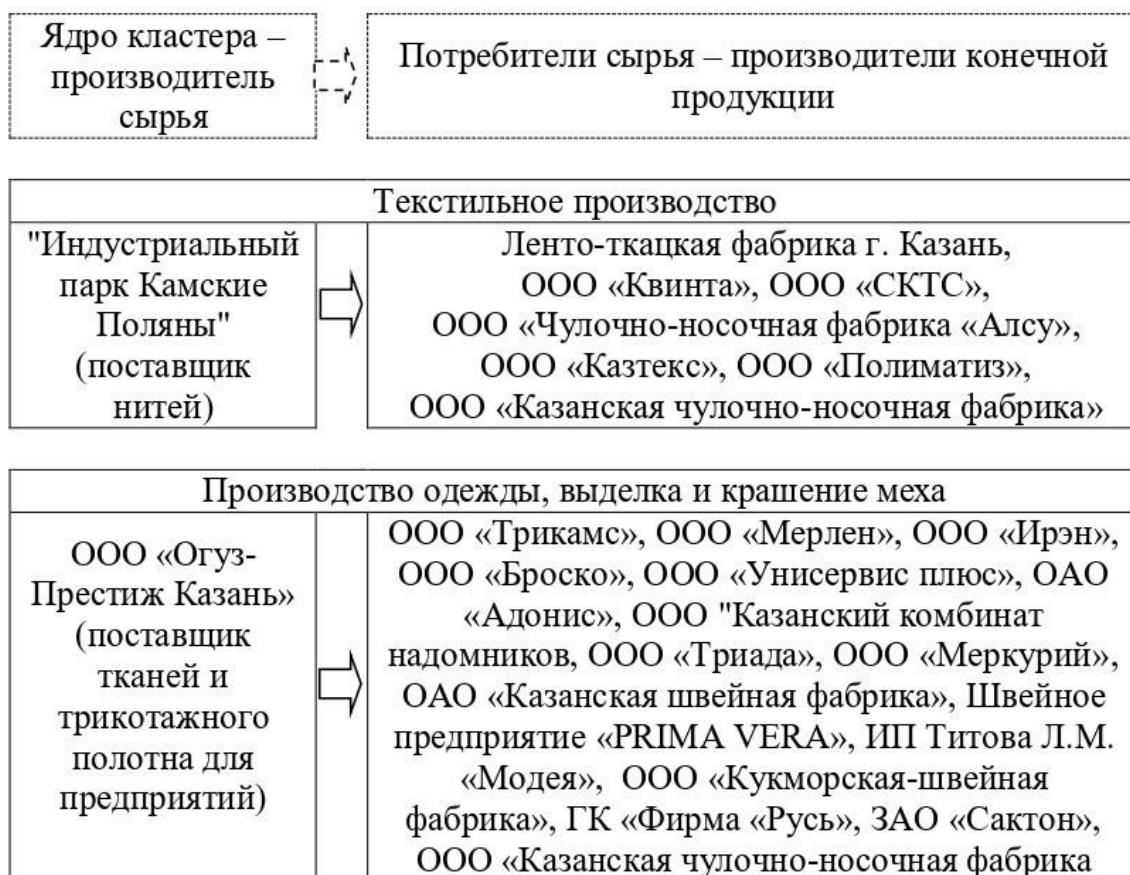 Ядро кластера –
производитель
сырья
Потребители сырья – производители конечной
продукции
Текстильное производство
"Индустриальный
парк Камские
Поляны"
(поставщик
нитей)
Ленто-ткацкая фабрика г. Казань,
ООО «Квинта», ООО «СКТС»,
ООО «Чулочно-носочная фабрика «Алсу»,
ООО «Казтекс», ООО «Полиматиз»,
ООО «Казанская чулочно-носочная фабрика»
Производство одежды, выделка и крашение меха
ООО «Огуз-
Престиж Казань»
(поставщик
тканей и
трикотажного
полотна для
предприятий)
ООО «Трикамс», ООО «Мерлен», ООО «Ирэн»,
ООО «Броско», ООО «Унисервис плюс», ОАО
«Адонис», ООО "Казанский комбинат
надомников, ООО «Триада», ООО «Меркурий»,
ОАО «Казанская швейная фабрика», Швейное
предприятие «PRIMA VERA», ИП Титова Л.М.
«Модея», ООО «Кукморская-швейная
фабрика», ГК «Фирма «Русь», ЗАО «Сактон»,
ООО «Казанская чулочно-носочная фабрика